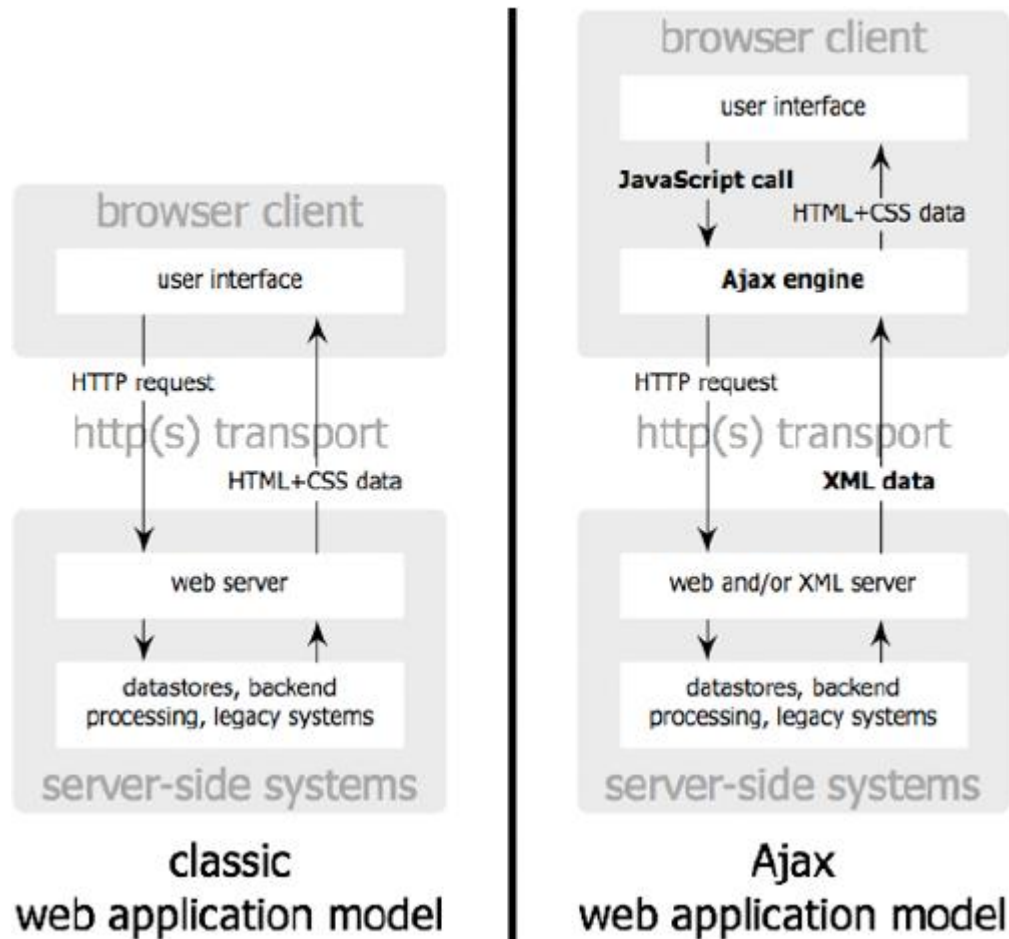 browser client
user interface
HTTP request
http(s) transport
HTML+CSS data
web server
datastores, backend
processing, legacy systems
server-side systems
classic
web application model
browser client
user interface
JavaScript call
HTML+CSS data
Ajax engine
HTTP request
http(s) transport
XML data
web and/or XML server
datastores, backend
processing, legacy systems
server-side systems
Ajax
web application model